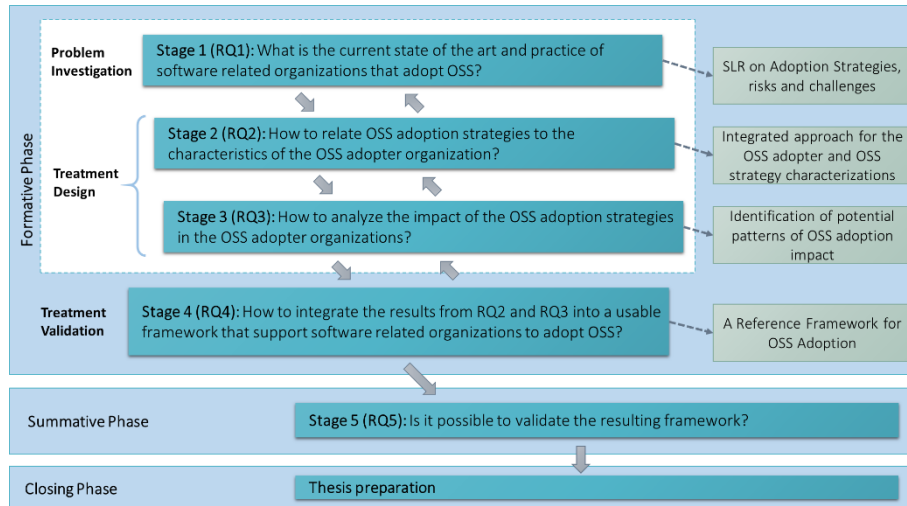 Formative Phase
Problem
Investigation
Stage 1 (RQ1): What is the current state of the art and practice of
software related organizations that adopt OSS?
SLR on Adoption Strategies,
risks and challenges
Treatment
Design
Stage 2 (RQ2): How to relate OSS adoption strategies to the
characteristics of the OSS adopter organization?
Integrated approach for the
OSS adopter and OSS
strategy characterizations
Stage 3 (RQ3): How to analyze the impact of the OSS adoption strategies
in the OSS adopter organizations?
Identification of potential
patterns of OSS adoption
impact
Treatment
Validation
Stage 4 (RQ4): How to integrate the results from RQ2 and RQ3 into a usable
framework that support software related organizations to adopt OSS?
A Reference Framework for
OSS Adoption
Summative Phase
Stage 5 (RQ5): Is it possible to validate the resulting framework?
Closing Phase
Thesis preparation